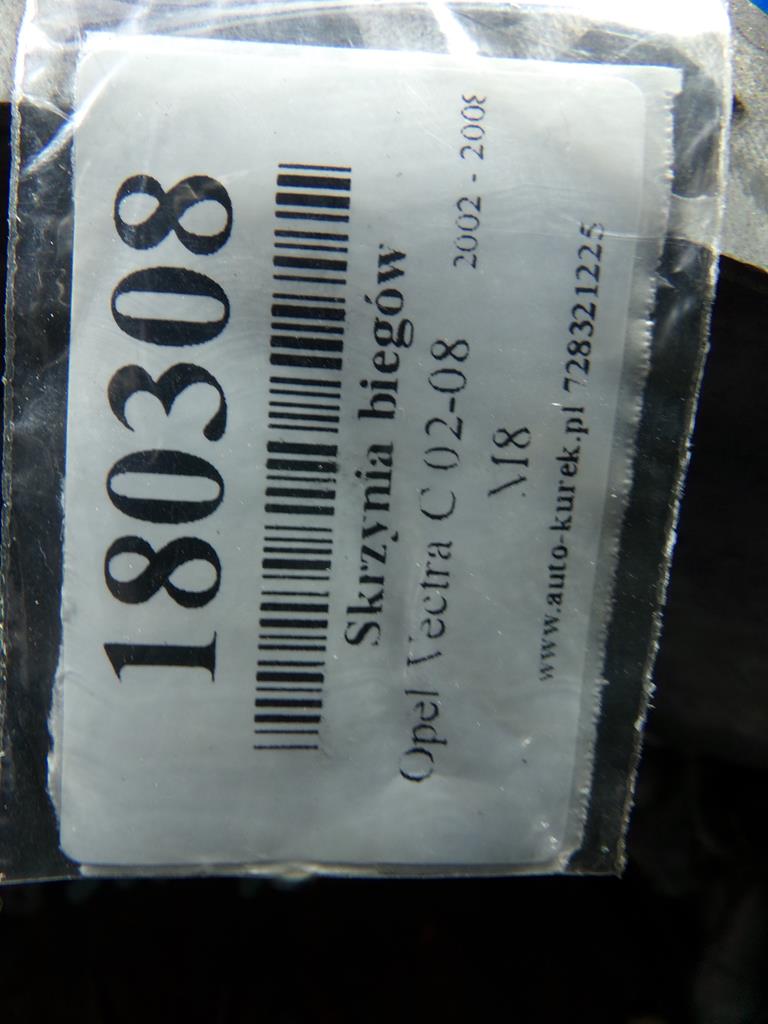 180308
Skrzynia biegów
Opel Vectra C 02-08
2002 - 2008
M8
www.auto-kurek.pl 728321225